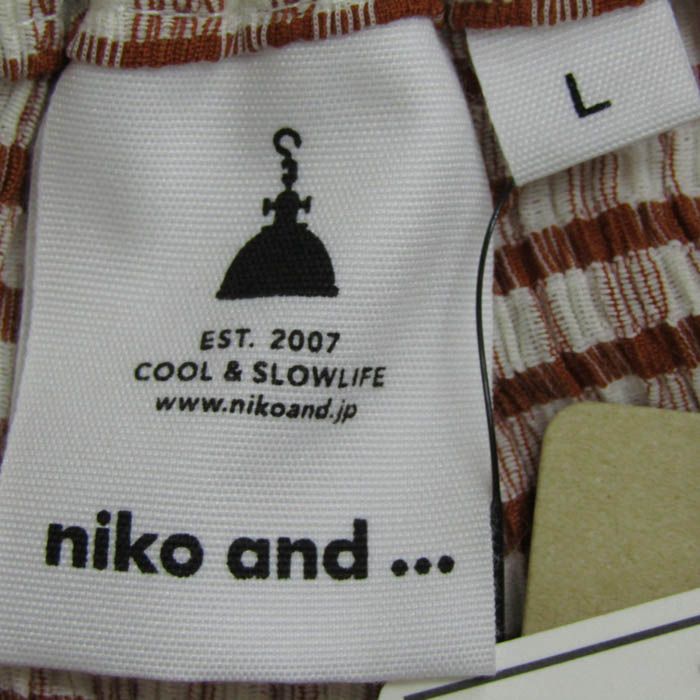 L
EST. 2007
COOL & SLOWLIFE
www.nikoand.jp
niko and ...